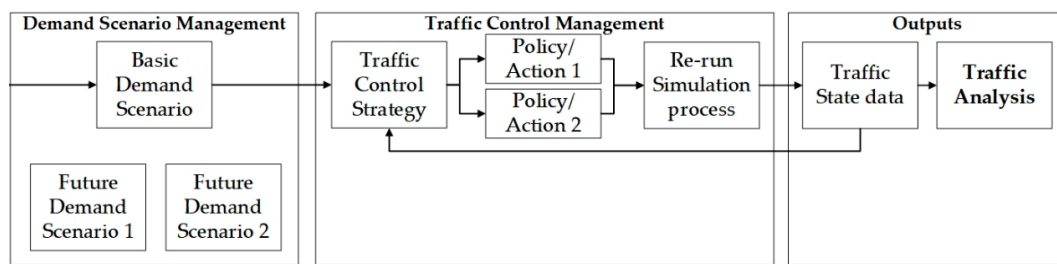 Demand Scenario Management
Basic
Demand
Scenario
Future
Demand
Scenario 1
Future
Demand
Scenario 2
Traffic Control Management
Traffic
Control
Strategy
Policy/
Action 1
Policy/
Action 2
Re-run
Simulation
process
Outputs
Traffic
State data
Traffic
Analysis